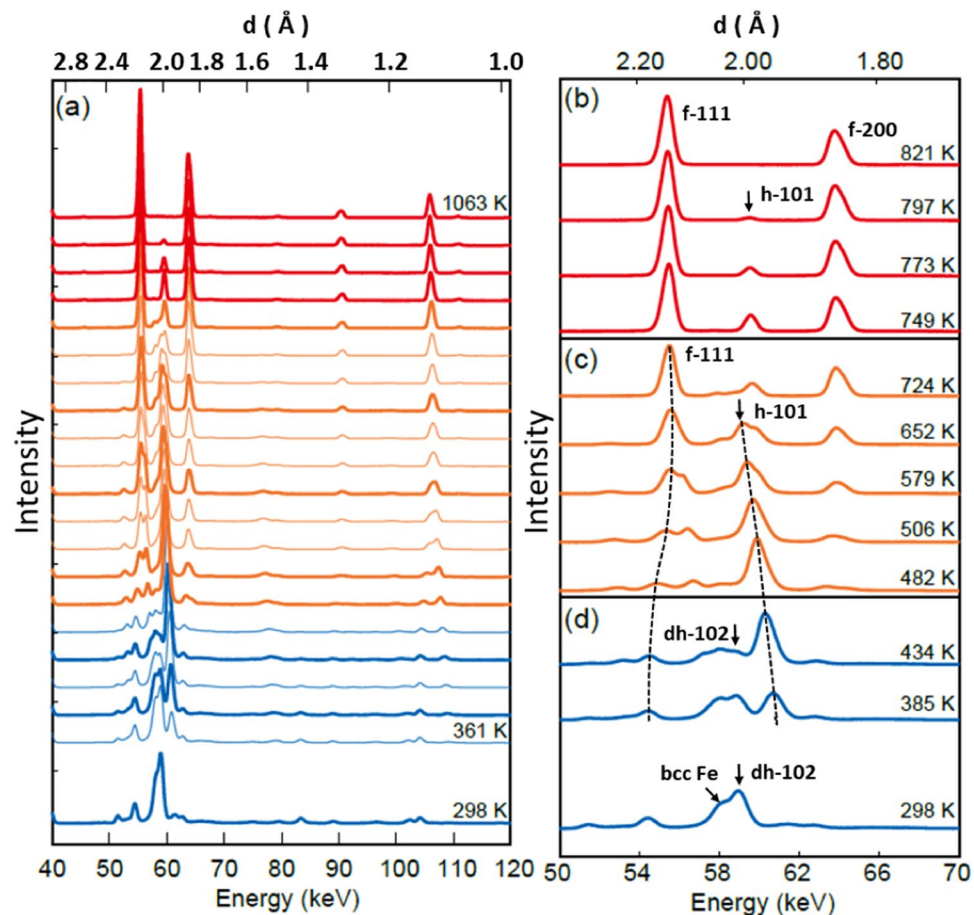 d ( Å )
2.8 2.4 2.0 1.8 1.6 1.4 1.2 1.0
(a)
1063 K
361 K
298 K
Intensity
40 50 60 70 80 90 100 110 120
Energy (keV)
d ( Å )
2.20 2.00 1.80
(b)
f-111
f-200
821 K
h-101
797 K
773 K
749 K
(c)
f-111
724 K
h-101
652 K
579 K
506 K
482 K
(d)
dh-102
434 K
385 K
bcc Fe
dh-102
298 K
Intensity
50 54 58 62 66 70
Energy (keV)